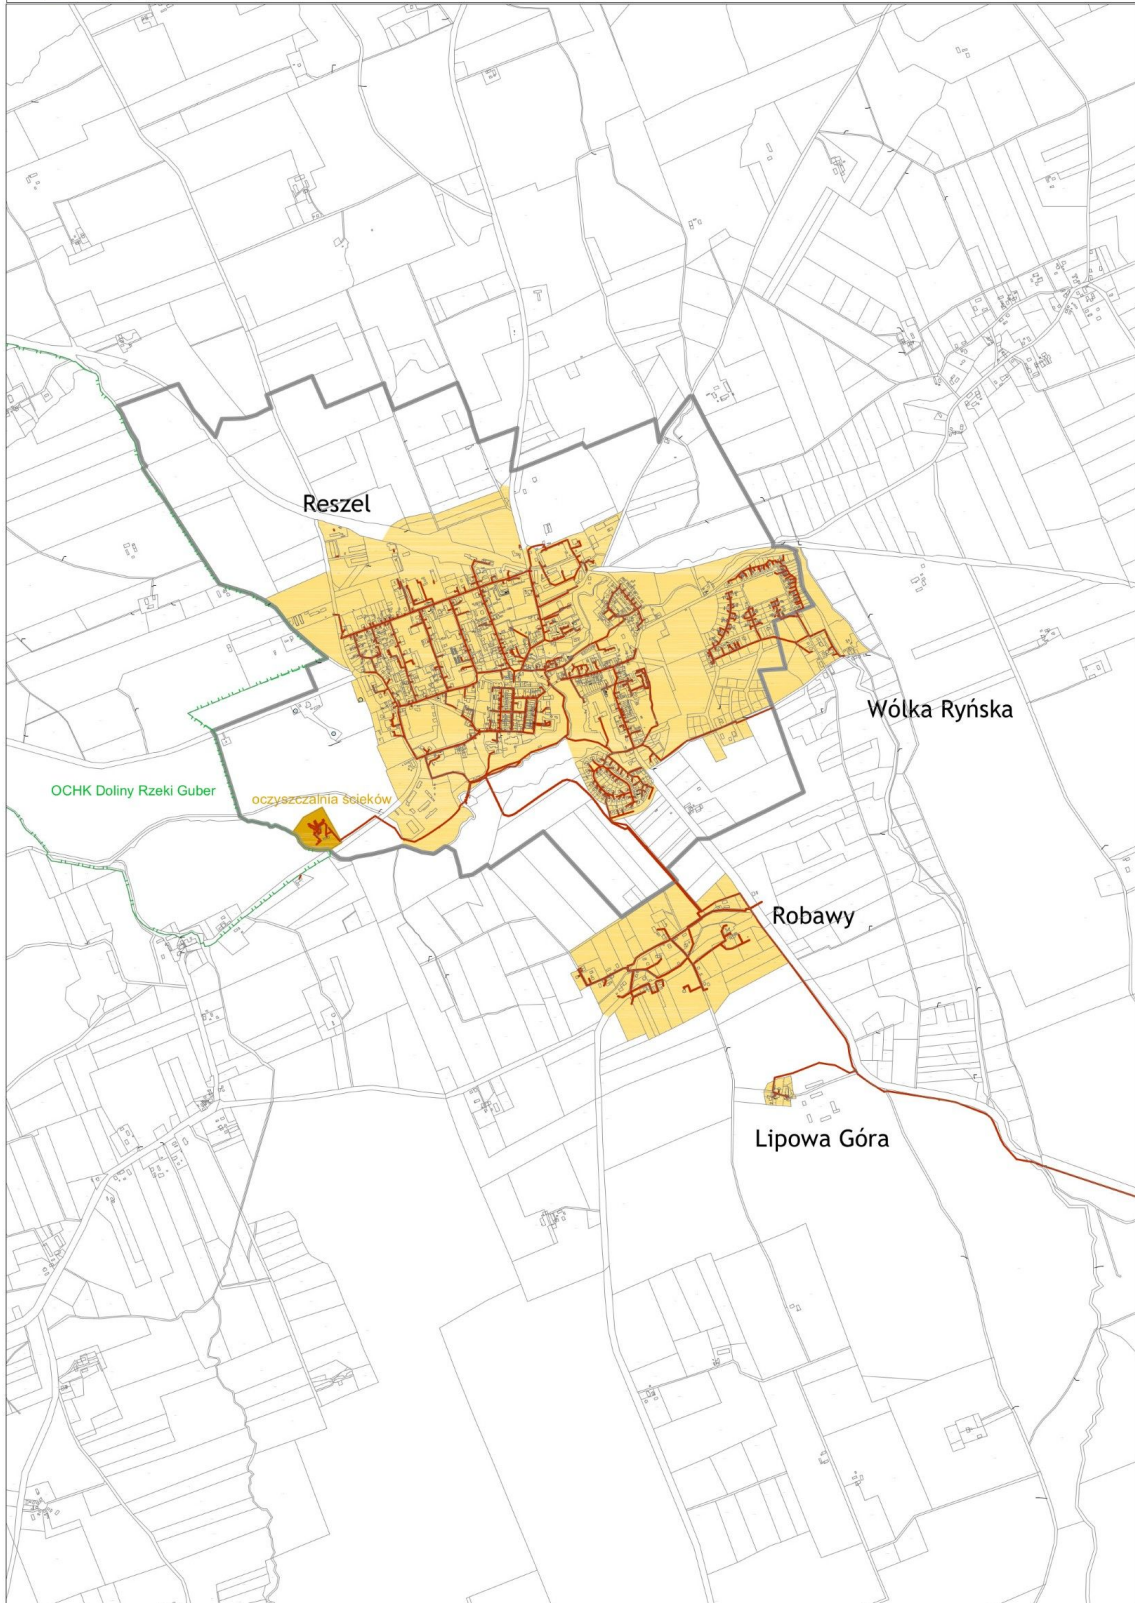 Reszel
Wólka Ryńska
OCHK Doliny Rzeki Guber
oczyszczalnia ścieków
Robawy
Lipowa Góra